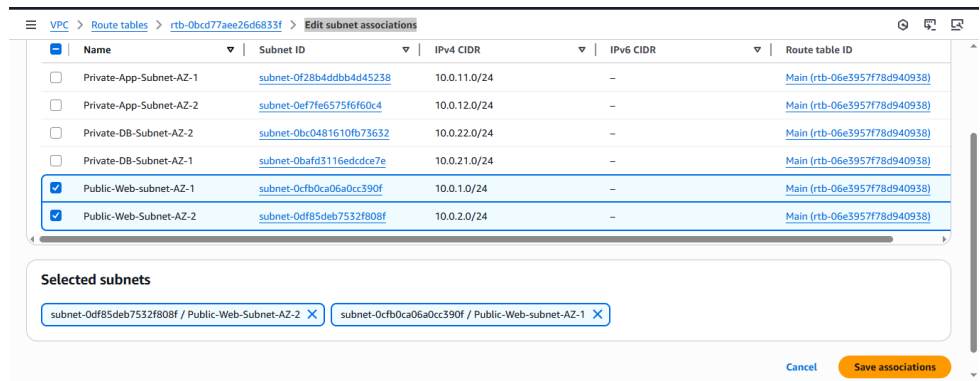 VPC > Route tables > rtb-0bcd77aee26d6833f > Edit subnet associations
Name Subnet ID IPv4 CIDR IPv6 CIDR Route table ID
Private-App-Subnet-AZ-1 subnet-0f28b4ddbb4d45238 10.0.11.0/24 – Main (rtb-06e3957f78d940938)
Private-App-Subnet-AZ-2 subnet-0ef7fe6575f6f60c4 10.0.12.0/24 – Main (rtb-06e3957f78d940938)
Private-DB-Subnet-AZ-2 subnet-0bc0481610fb73632 10.0.22.0/24 – Main (rtb-06e3957f78d940938)
Private-DB-Subnet-AZ-1 subnet-0bafd3116edcdce7e 10.0.21.0/24 – Main (rtb-06e3957f78d940938)
Public-Web-subnet-AZ-1 subnet-0cfb0ca06a0cc390f 10.0.1.0/24 – Main (rtb-06e3957f78d940938)
Public-Web-Subnet-AZ-2 subnet-0df85deb7532f808f 10.0.2.0/24 – Main (rtb-06e3957f78d940938)
Selected subnets
subnet-0df85deb7532f808f / Public-Web-Subnet-AZ-2 subnet-0cfb0ca06a0cc390f / Public-Web-subnet-AZ-1
Cancel Save associations